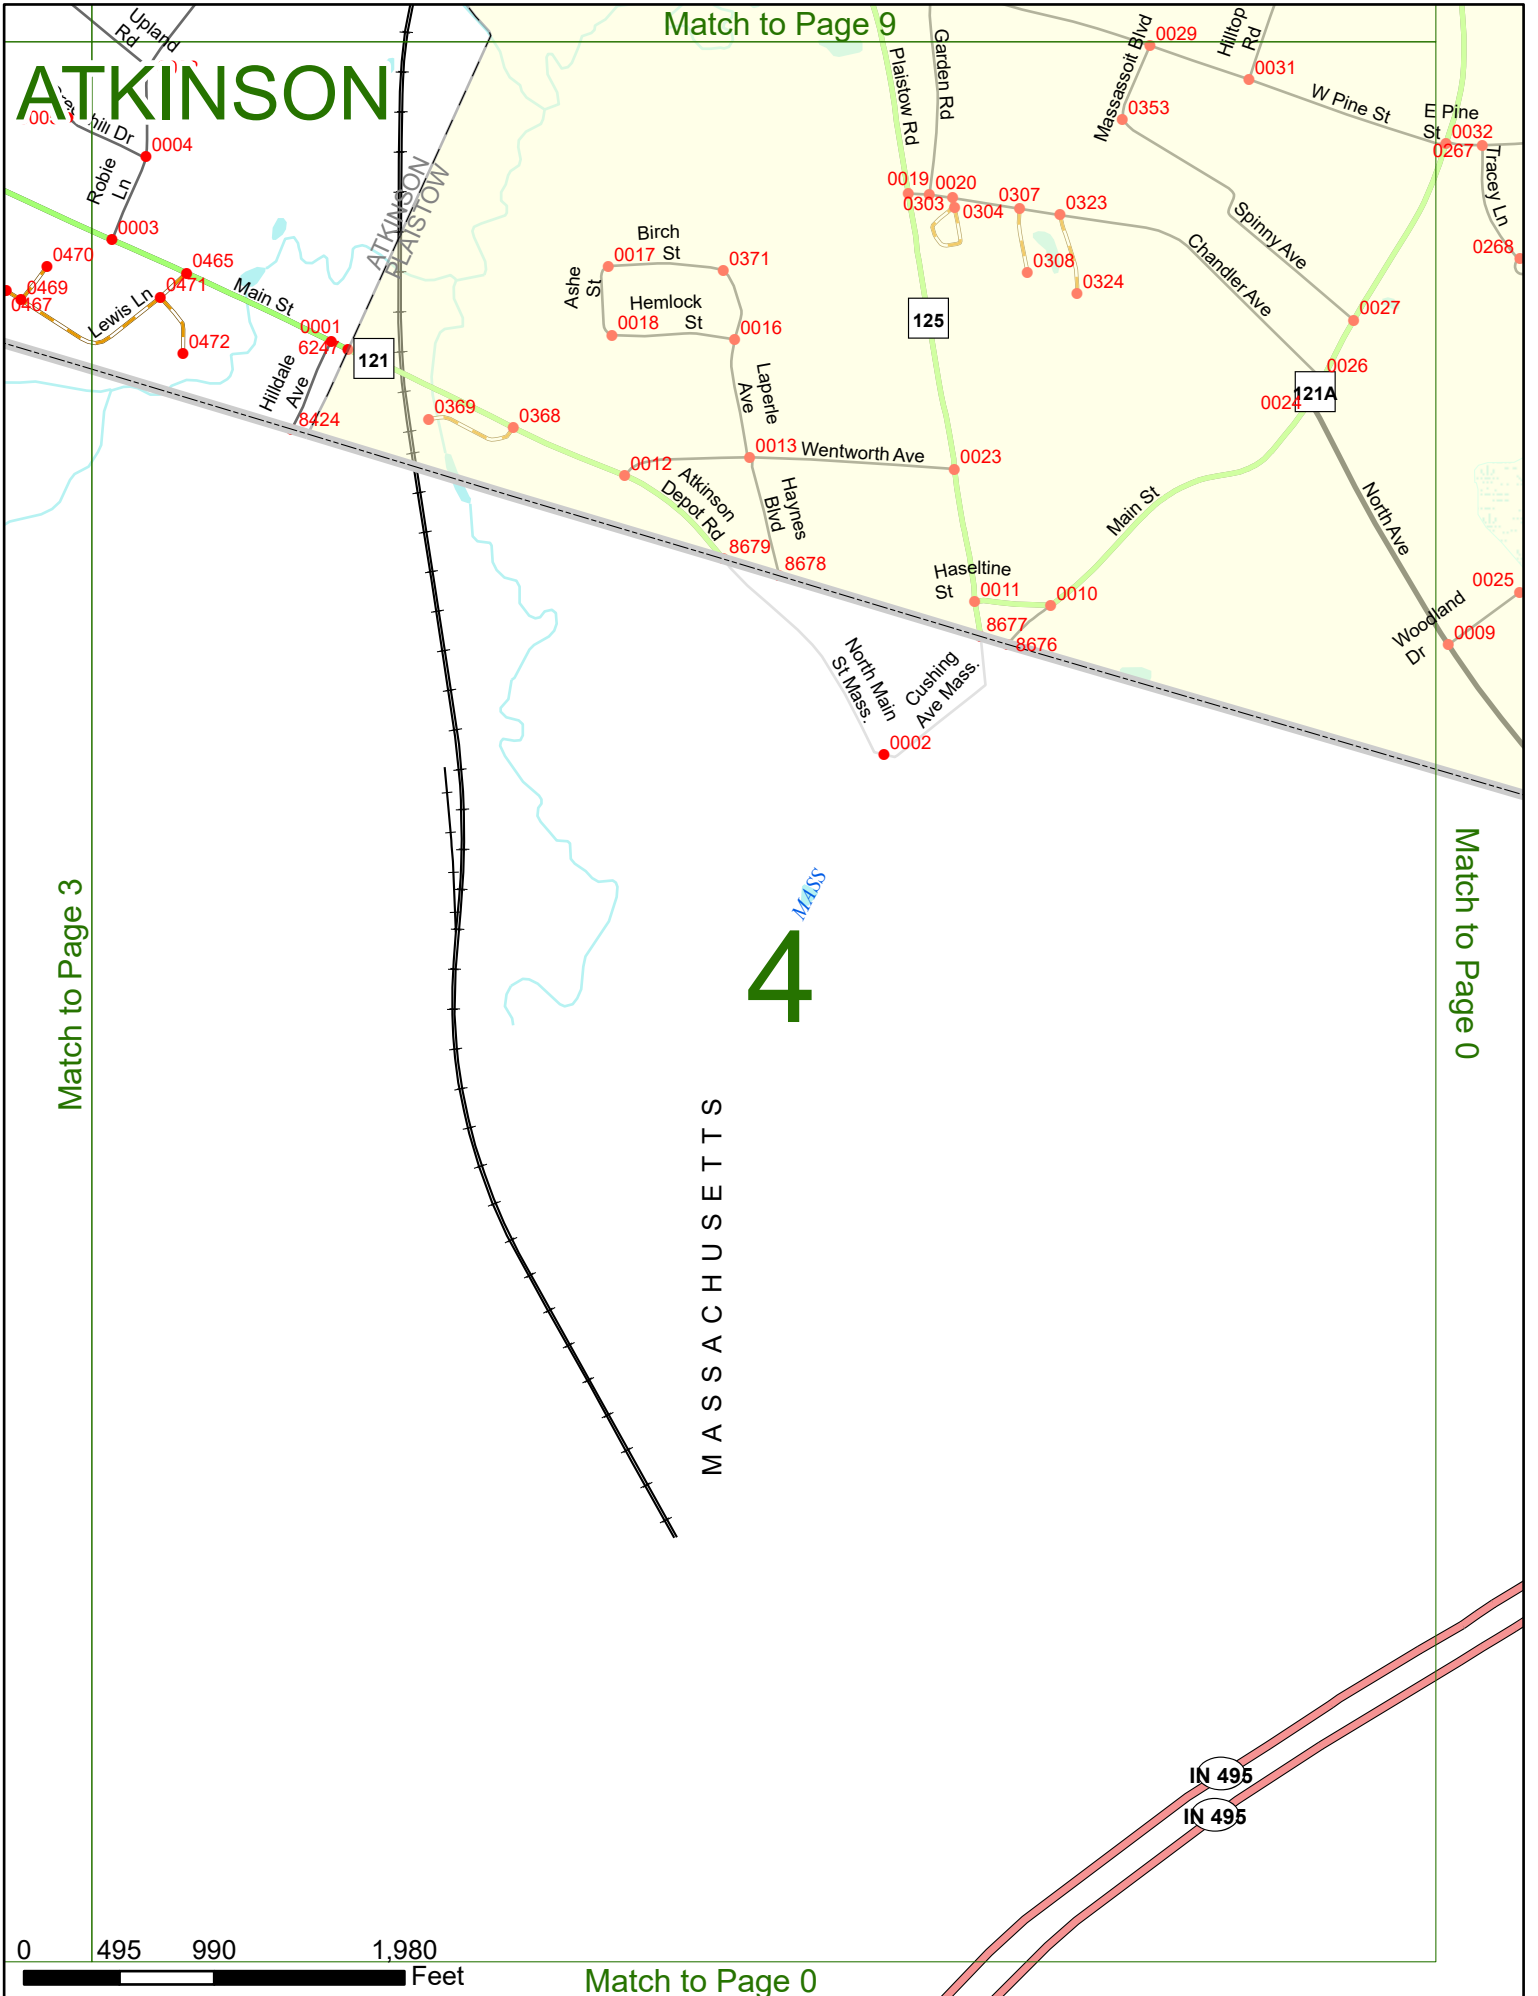 Match to Page 9
Upland
Rd
ATKINSON
hill Dr
0004
Robie
Ln
0003
0470
0469
0467
0465
0471
Lewis Ln
0472
Main St
0001
6247
121
Hilldale
Ave
8424
ATKINSON
PLAISTOW
Plaistow Rd
Garden Rd
Massassoit Blvd
0029
Hilltop
Rd
0031
0353
W Pine St
E Pine
St
0032
0267
Tracey Ln
0268
0019
0020
0303
0304
0307
0323
0308
0324
Spinny Ave
Chandler Ave
0027
0026
121A
0024
Birch
St
0017
0371
Ashe
St
Hemlock
St
0018
0016
125
Laperle
Ave
0369
0368
0012
0013
Wentworth Ave
0023
Atkinson
Depot Rd
Haynes
Blvd
8679
8678
Main St
North Ave
Haseltine
St
0011
0010
8677
8676
0025
Woodland
Dr
0009
North Main
St Mass.
Cushing
Ave Mass.
0002
MASS
4
Match to Page 3
Match to Page 0
MASSACHUSETTS
IN 495
IN 495
0 495 990 1,980
Feet
Match to Page 0